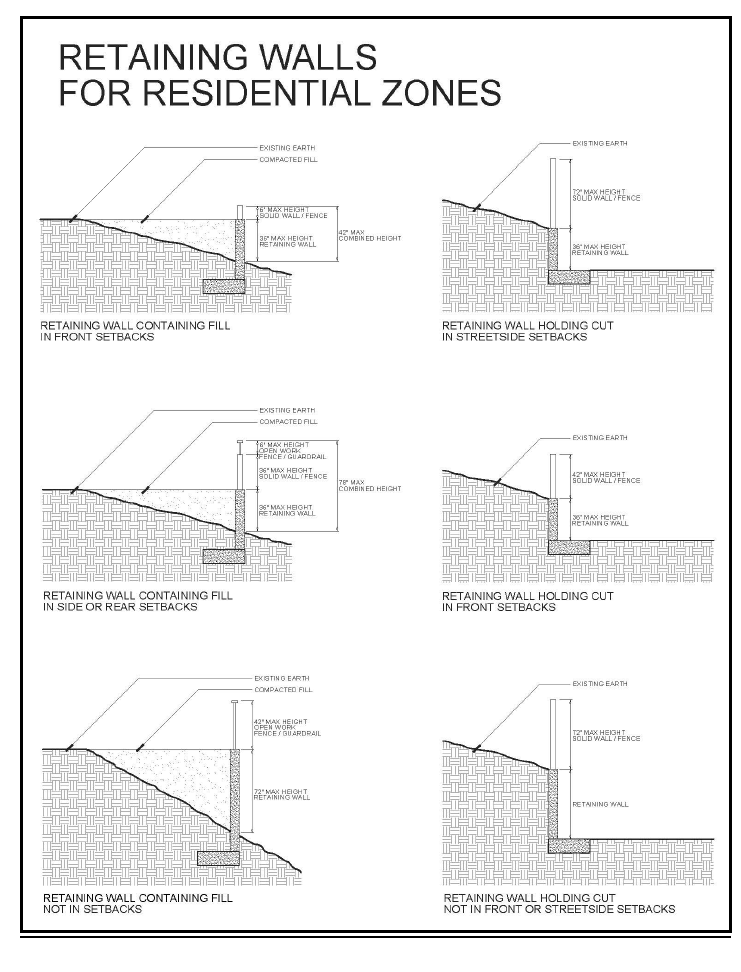 RETAINING WALLS
FOR RESIDENTIAL ZONES
EXISTING EARTH
COMPACTED FILL
6" MAX HEIGHT
SOLID WALL / FENCE
36" MAX HEIGHT
RETAINING WALL
42" MAX
COMBINED HEIGHT
RETAINING WALL CONTAINING FILL
IN FRONT SETBACKS
EXISTING EARTH
72" MAX HEIGHT
SOLID WALL / FENCE
36" MAX HEIGHT
RETAINING WALL
RETAINING WALL HOLDING CUT
IN STREETSIDE SETBACKS
EXISTING EARTH
COMPACTED FILL
6" MAX HEIGHT
OPEN WORK
FENCE / GUARDRAIL
36" MAX HEIGHT
SOLID WALL / FENCE
36" MAX HEIGHT
RETAINING WALL
78" MAX
COMBINED HEIGHT
RETAINING WALL CONTAINING FILL
IN SIDE OR REAR SETBACKS
EXISTING EARTH
42" MAX HEIGHT
SOLID WALL / FENCE
36" MAX HEIGHT
RETAINING WALL
RETAINING WALL HOLDING CUT
IN FRONT SETBACKS
EXISTING EARTH
COMPACTED FILL
42" MAX HEIGHT
OPEN WORK
FENCE / GUARDRAIL
72" MAX HEIGHT
RETAINING WALL
RETAINING WALL CONTAINING FILL
NOT IN SETBACKS
EXISTING EARTH
72" MAX HEIGHT
SOLID WALL / FENCE
RETAINING WALL
RETAINING WALL HOLDING CUT
NOT IN FRONT OR STREETSIDE SETBACKS